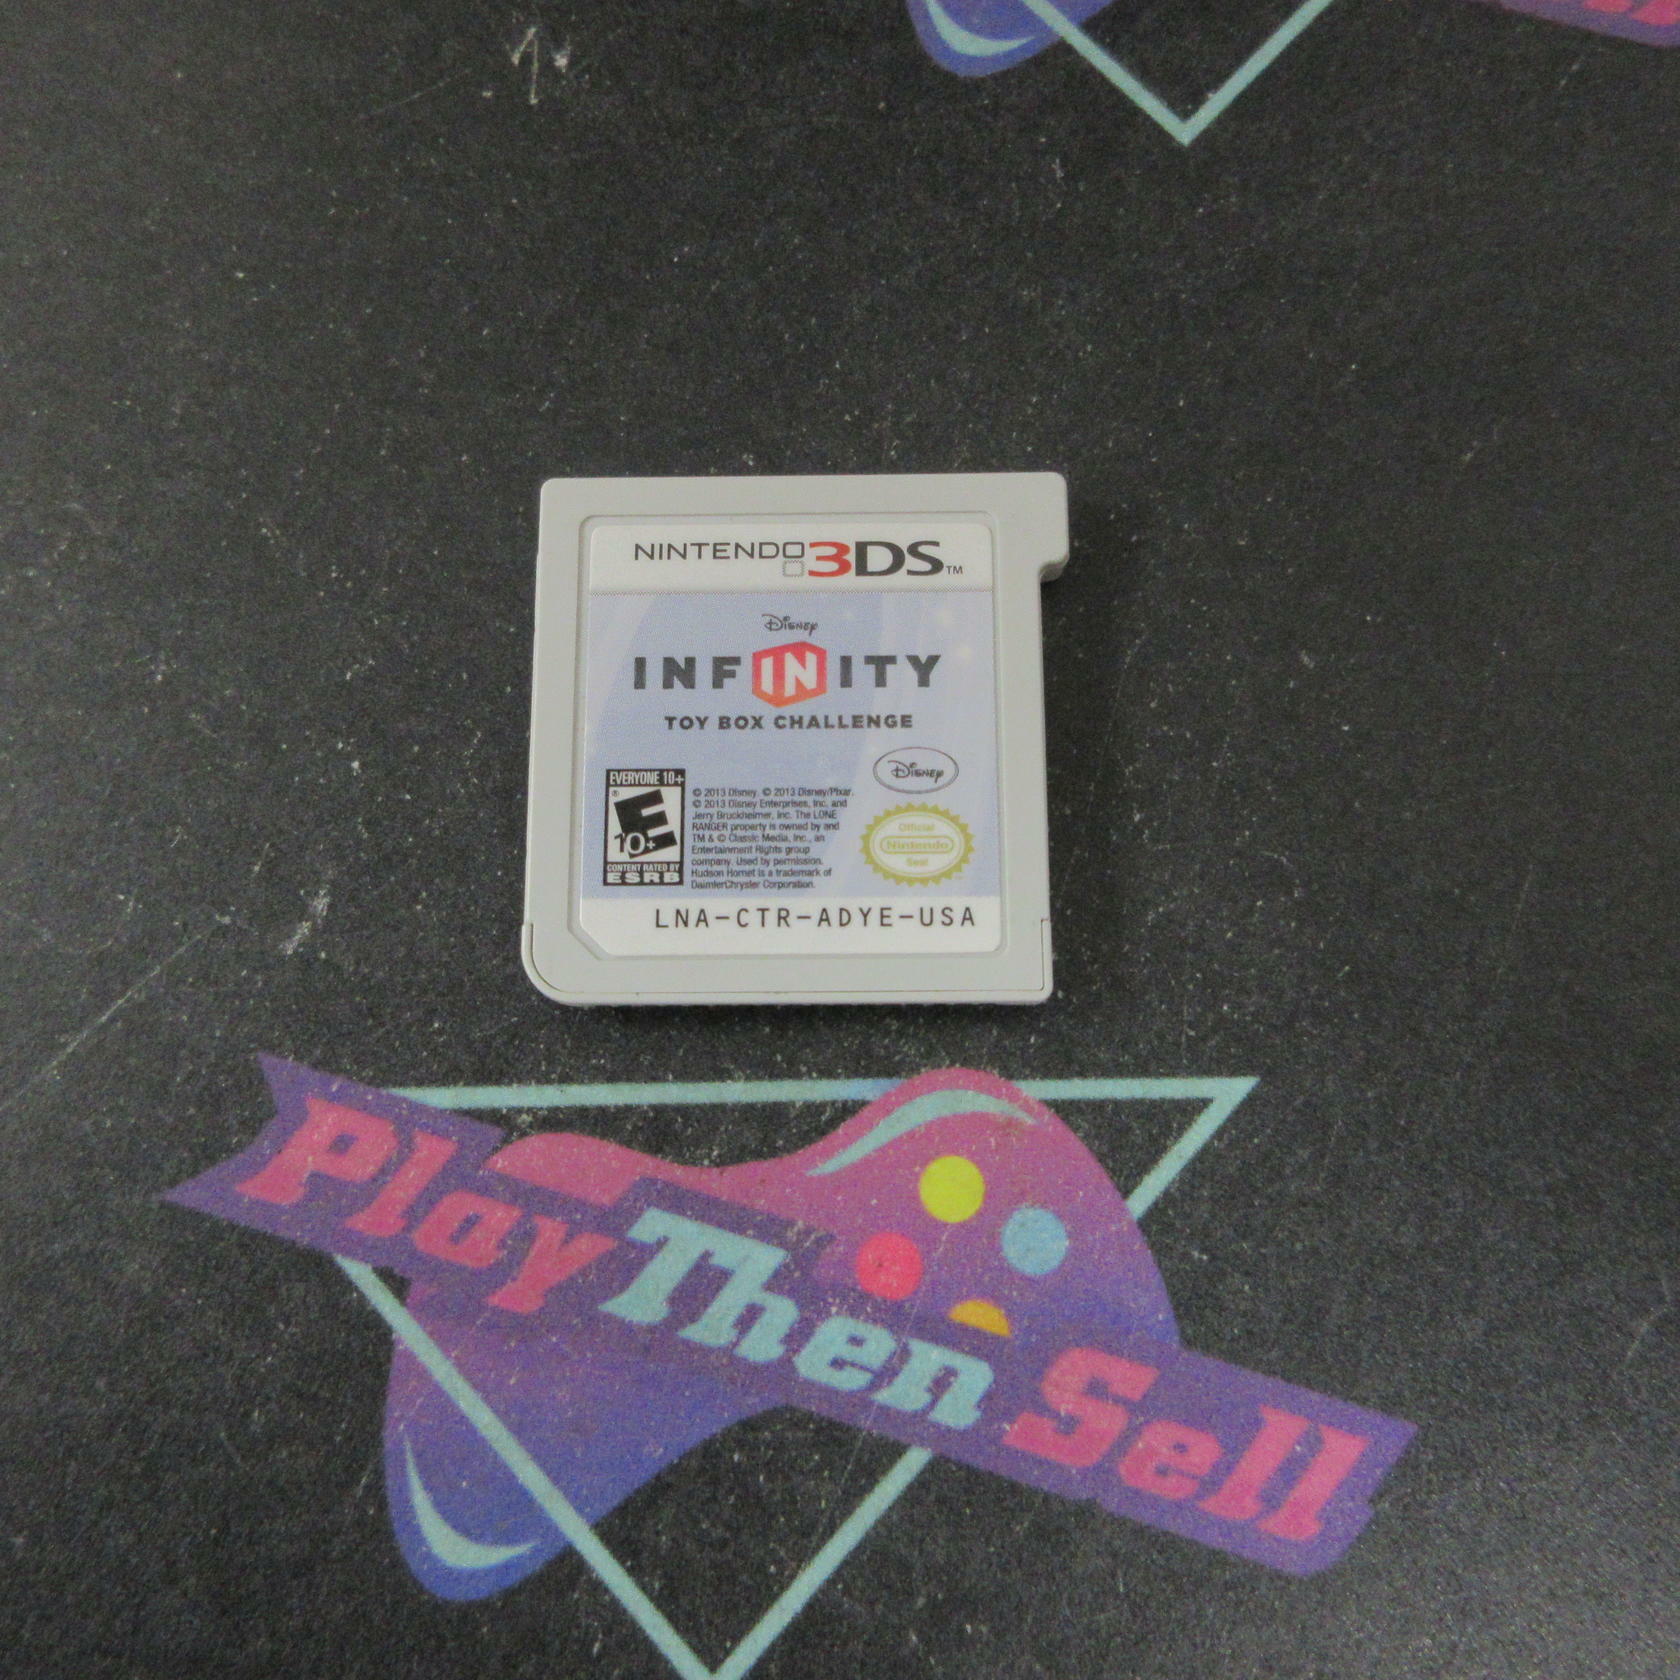 NINTENDO 3DS™
Disney
INFINITY
TOY BOX CHALLENGE
Disney
EVERYONE 10+
®
E
10+
CONTENT RATED BY
ESRB
© 2013 Disney. © 2013 Disney/Pixar.
© 2013 Disney Enterprises, Inc. and
Jerry Bruckheimer, Inc. The LONE
RANGER property is owned by and
TM & © Classic Media, Inc., an
Entertainment Rights group
company. Used by permission.
Hudson Hornet is a trademark of
DaimlerChrysler Corporation.
Official
Nintendo
Seal
LNA-CTR-ADYE-USA
Play Then Sell